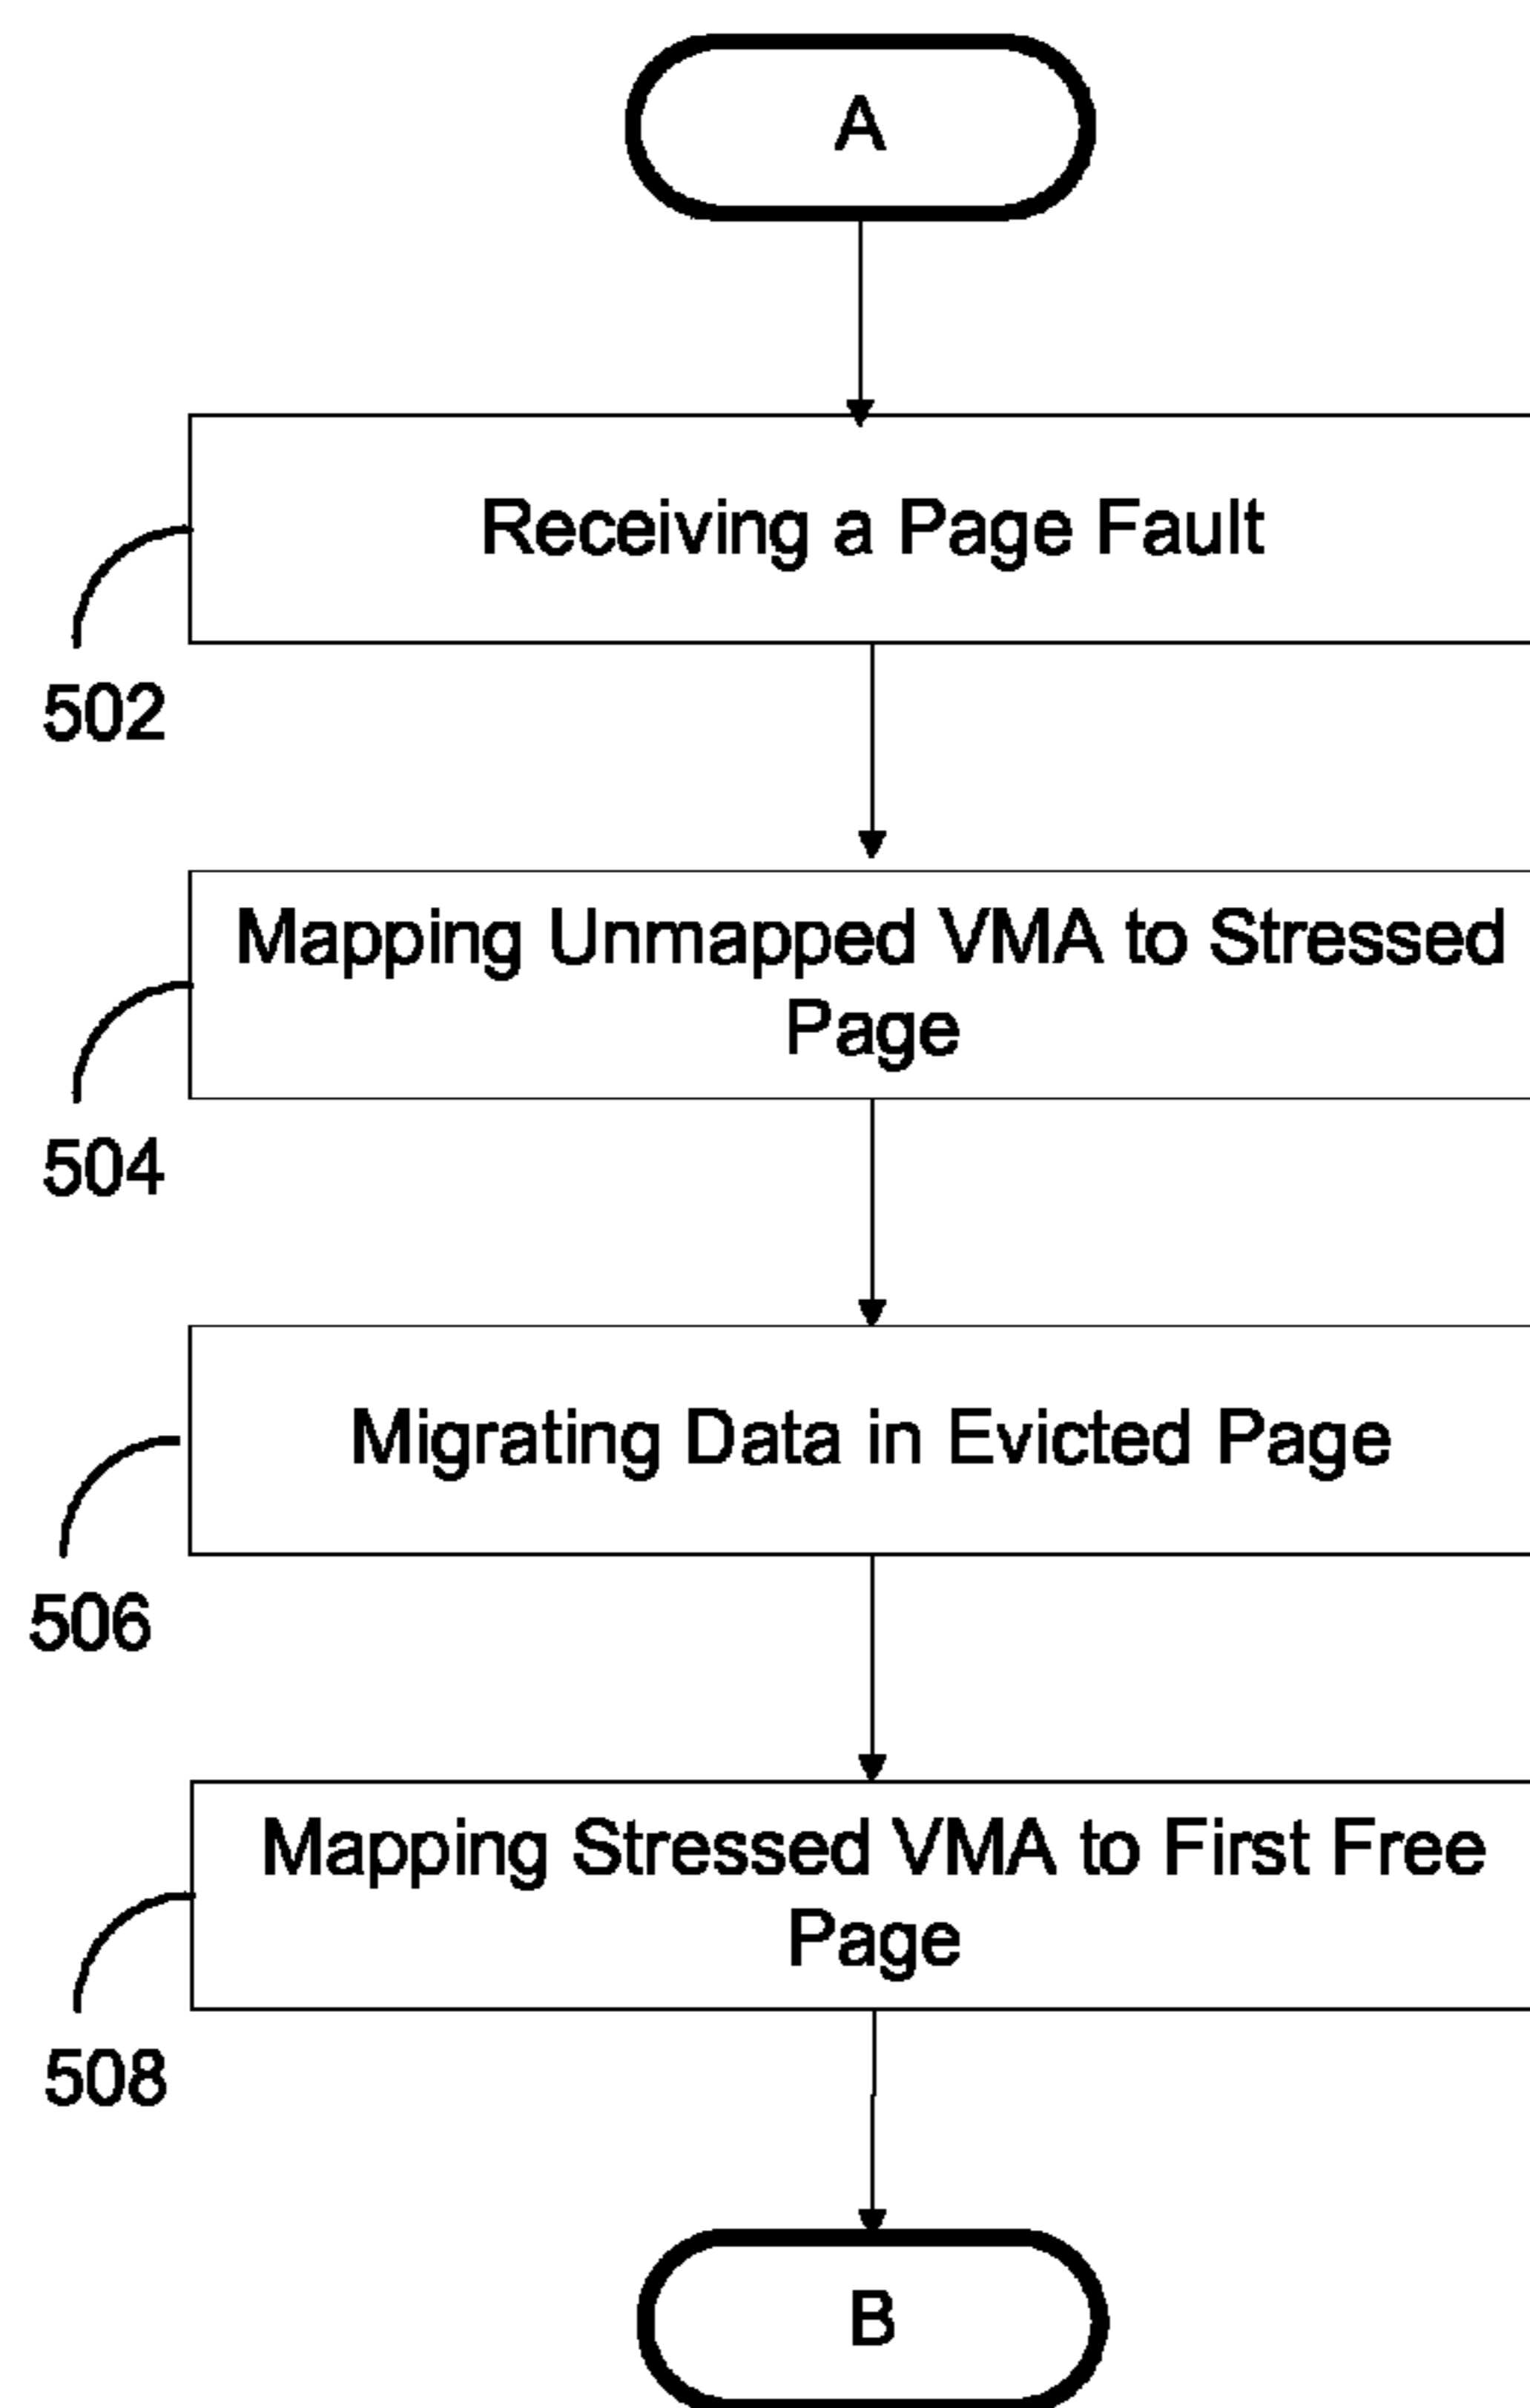 A
Receiving a Page Fault
502
Mapping Unmapped VMA to Stressed
Page
504
Migrating Data in Evicted Page
506
Mapping Stressed VMA to First Free
Page
508
B